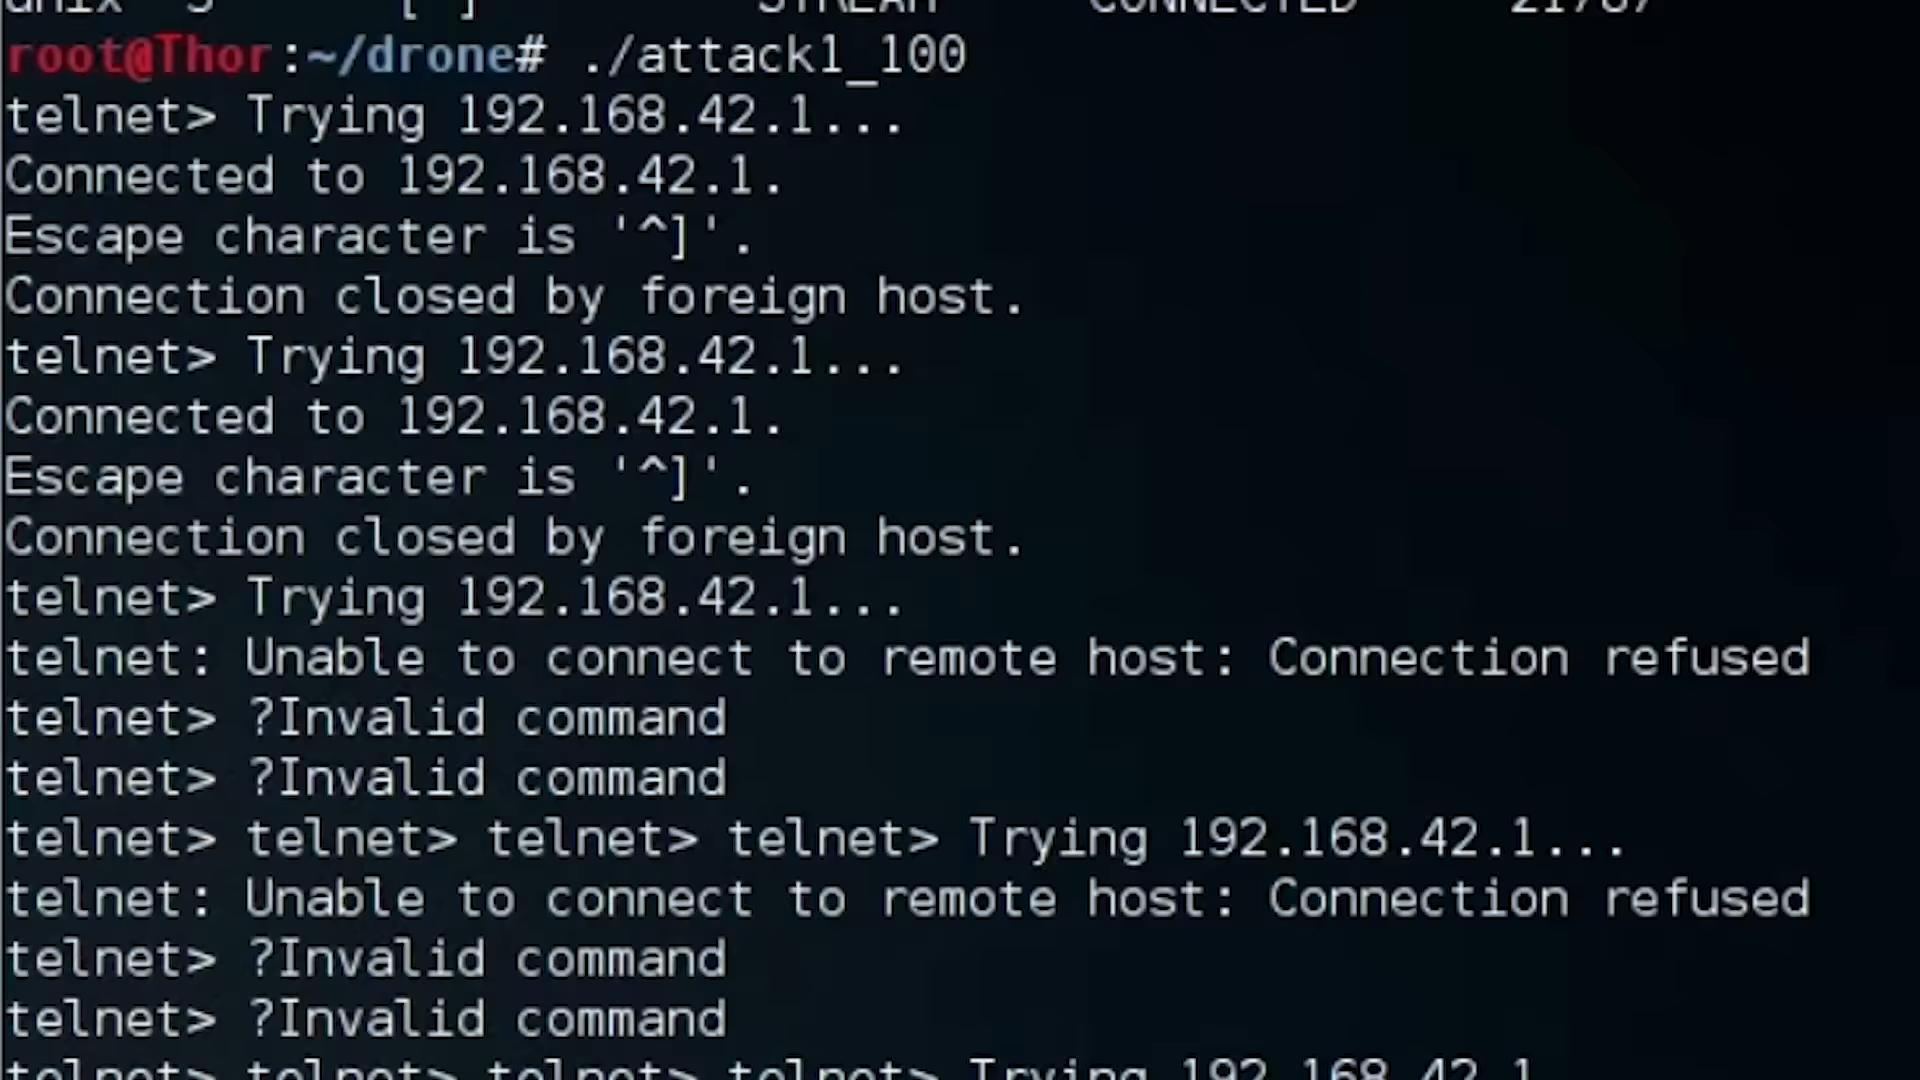 unix 3 [ ] STREAM CONNECTED 21787
root@Thor:~/drone# ./attack1_100
telnet> Trying 192.168.42.1...
Connected to 192.168.42.1.
Escape character is '^]'.
Connection closed by foreign host.
telnet> Trying 192.168.42.1...
Connected to 192.168.42.1.
Escape character is '^]'.
Connection closed by foreign host.
telnet> Trying 192.168.42.1...
telnet: Unable to connect to remote host: Connection refused
telnet> ?Invalid command
telnet> ?Invalid command
telnet> telnet> telnet> telnet> Trying 192.168.42.1...
telnet: Unable to connect to remote host: Connection refused
telnet> ?Invalid command
telnet> ?Invalid command
telnet> telnet> telnet> telnet> Trying 192.168.42.1